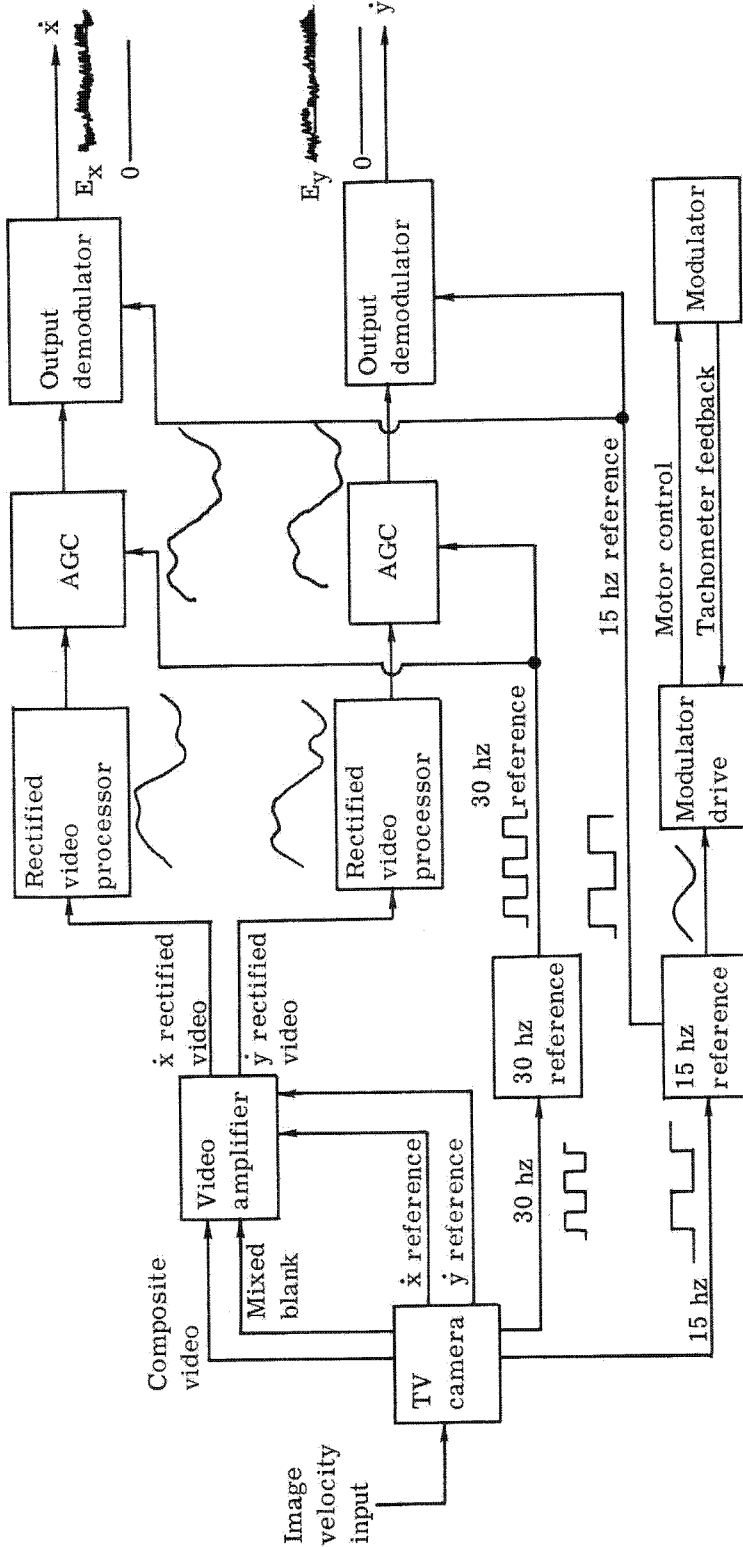 Image
velocity
input
TV
camera
Composite
video
Mixed
blank
ẋ reference
ẏ reference
30 hz
15 hz
Video
amplifier
ẋ rectified
video
ẏ rectified
video
30 hz
reference
15 hz
reference
Rectified
video
processor
Rectified
video
processor
30 hz
reference
AGC
AGC
15 hz reference
Modulator
drive
Motor control
Tachometer feedback
Modulator
Output
demodulator
Output
demodulator
E_x
0
ẋ
E_y
0
ẏ